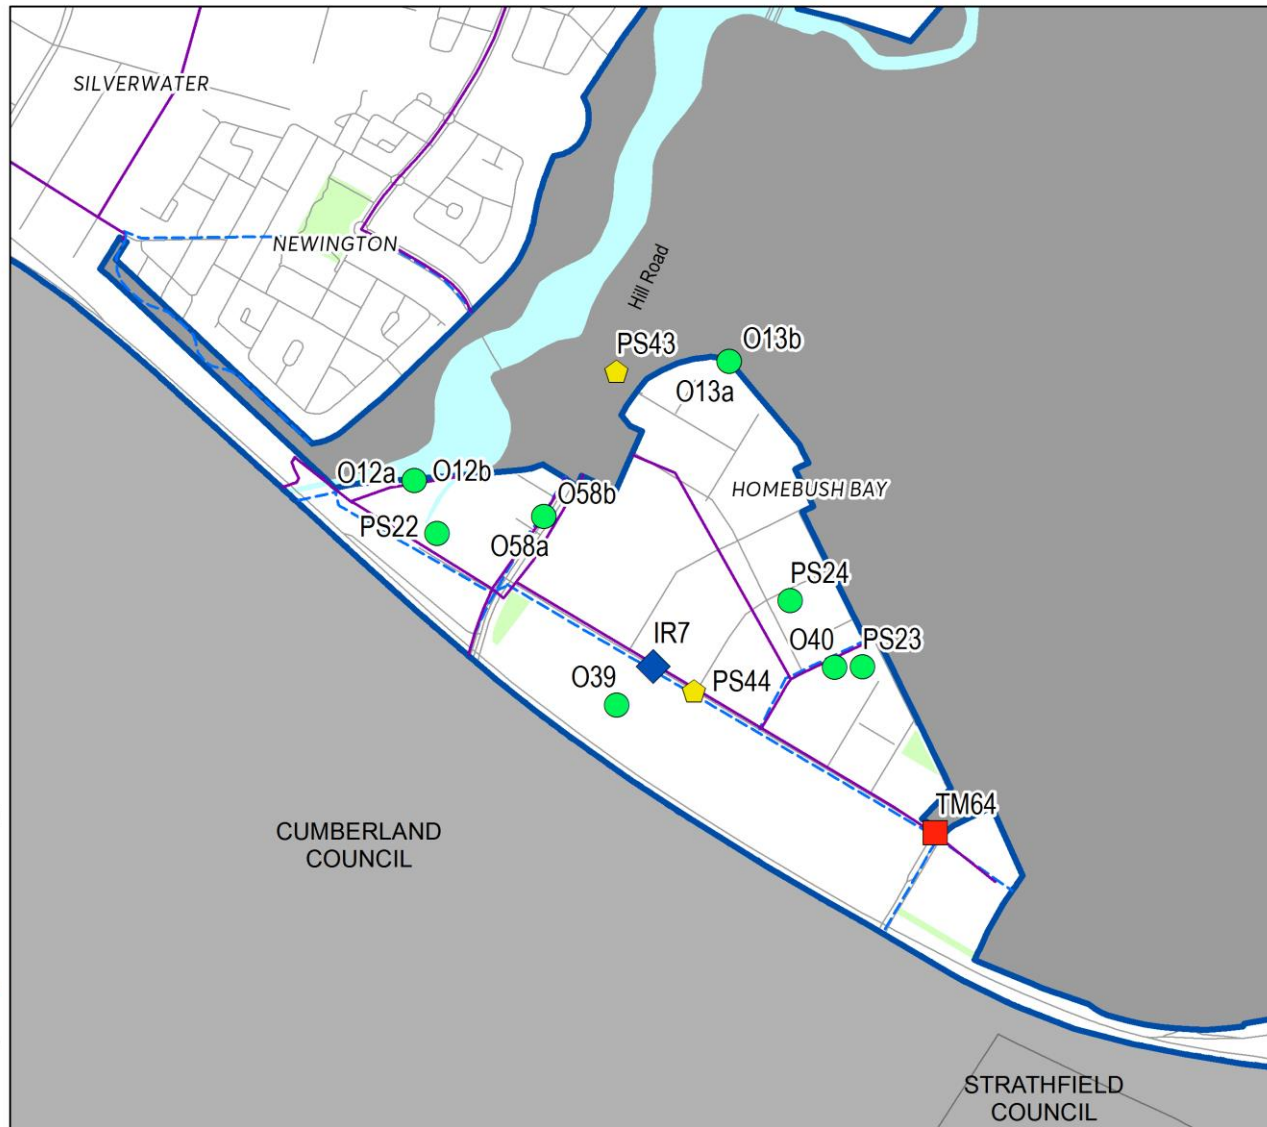 SILVERWATER
NEWINGTON
Hill Road
PS43
O13b
O13a
O12a
O12b
HOMEBUSH BAY
O58b
PS22
O58a
PS24
IR7
O40
PS23
O39
PS44
TM64
CUMBERLAND
COUNCIL
STRATHFIELD
COUNCIL